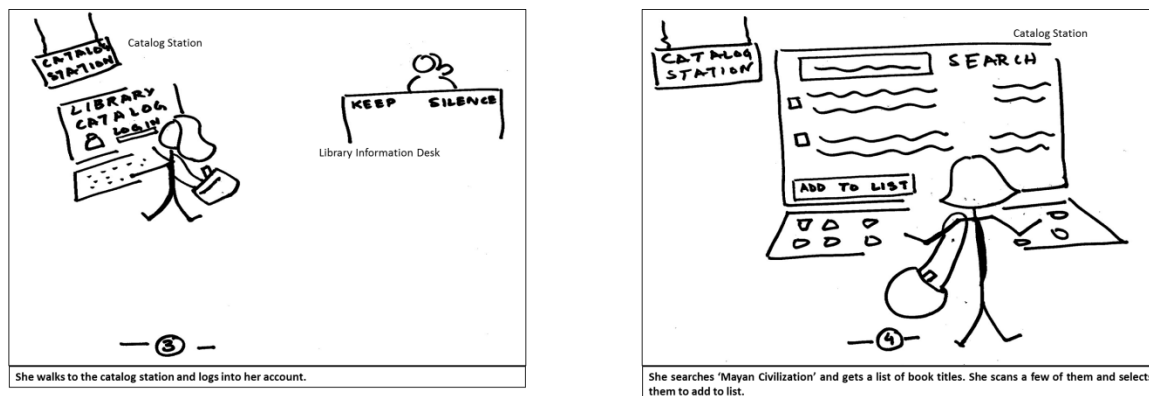 CATALOG
STATION
Catalog Station
LIBRARY
CATALOG
LOGIN
KEEP SILENCE
Library Information Desk
3
She walks to the catalog station and logs into her account.
Catalog Station
CATALOG
STATION
SEARCH
ADD TO LIST
4
She searches ‘Mayan Civilization’ and gets a list of book titles. She scans a few of them and selects
them to add to list.